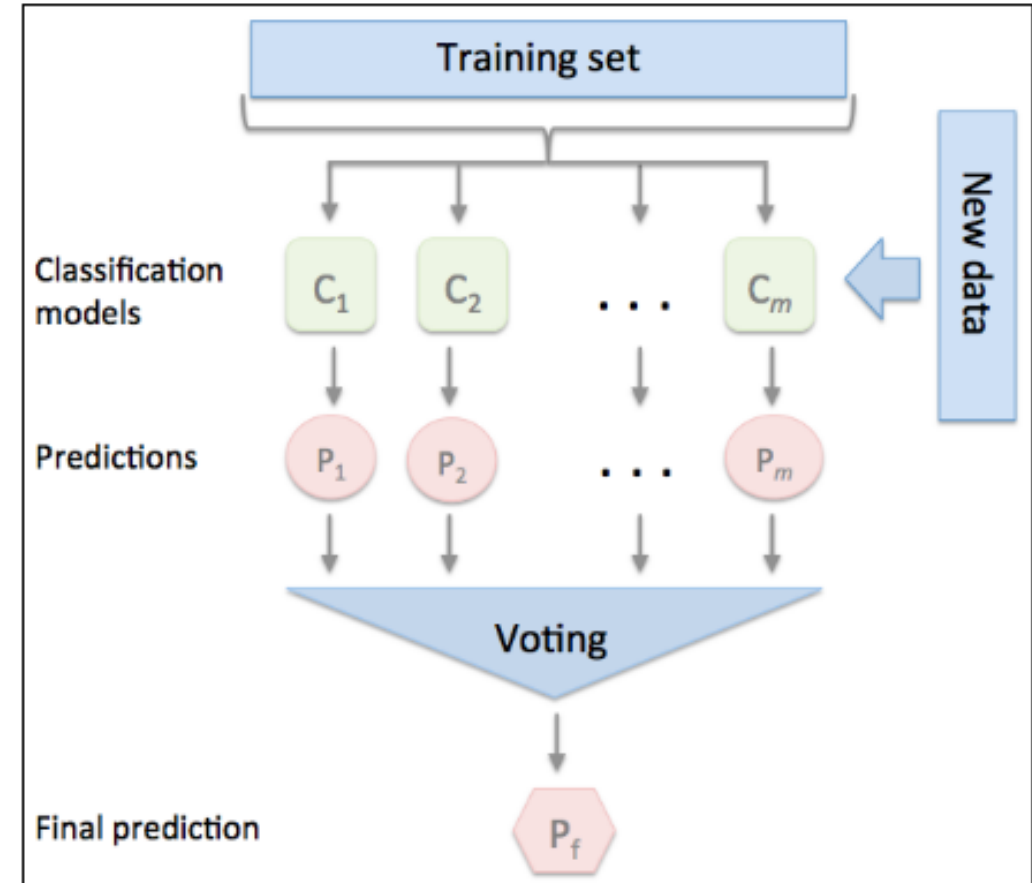 Training set
New data
Classification
models
C1 C2 . . . Cm
Predictions
P1 P2 . . . Pm
Voting
Final prediction
Pf